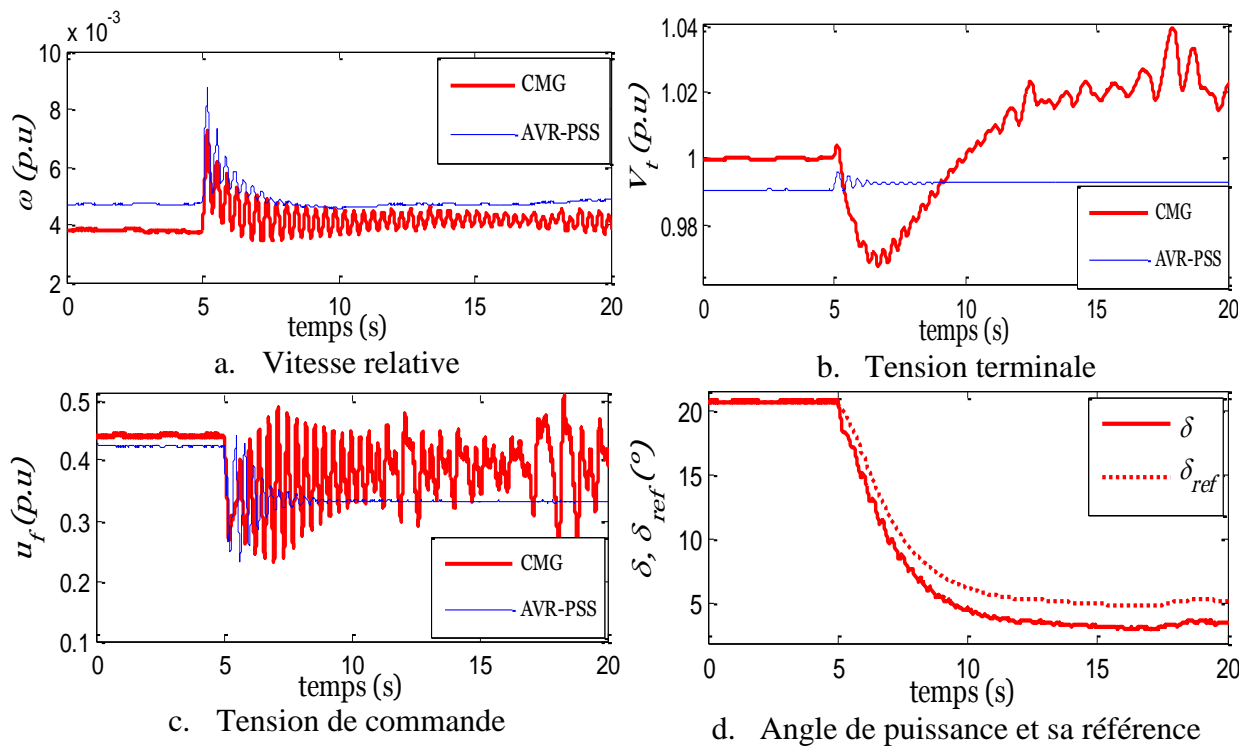 x 10⁻³
10
8
6
4
2
ω (p.u)
CMG
AVR-PSS
0 5 10 15 20
temps (s)
a. Vitesse relative
1.04
1.02
1
0.98
V_t (p.u)
CMG
AVR-PSS
0 5 10 15 20
temps (s)
b. Tension terminale
0.5
0.4
0.3
0.2
0.1
u_f (p.u)
CMG
AVR-PSS
0 5 10 15 20
temps (s)
c. Tension de commande
20
15
10
5
δ, δ_ref (°)
δ
δ_ref
0 5 10 15 20
temps (s)
d. Angle de puissance et sa référence